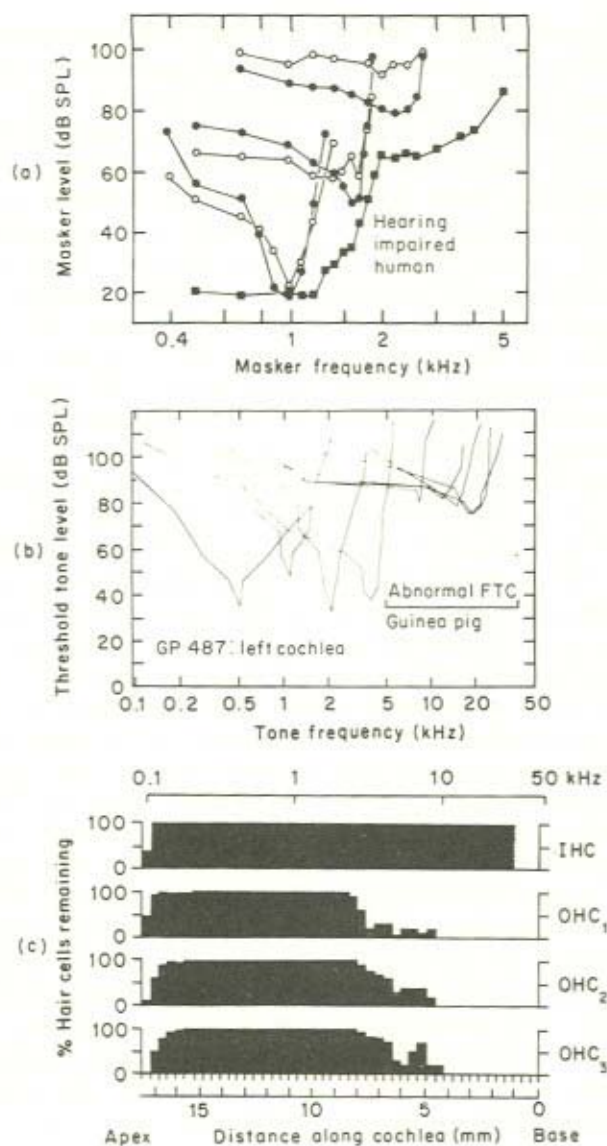 (a)
Masker level (dB SPL)
100
80
60
40
20
Hearing
impaired
human
0.4
1
2
5
Masker frequency (kHz)
(b)
Threshold tone level (dB SPL)
100
80
60
40
20
0
Abnormal FTC
Guinea pig
GP 487: left cochlea
0.1
0.2
0.5
1
2
5
10
20
50
Tone frequency (kHz)
0.1
1
10
50 kHz
(c)
% Hair cells remaining
100
0
IHC
100
0
OHC1
100
0
OHC2
100
0
OHC3
15
10
5
0
Apex
Distance along cochlea (mm)
Base